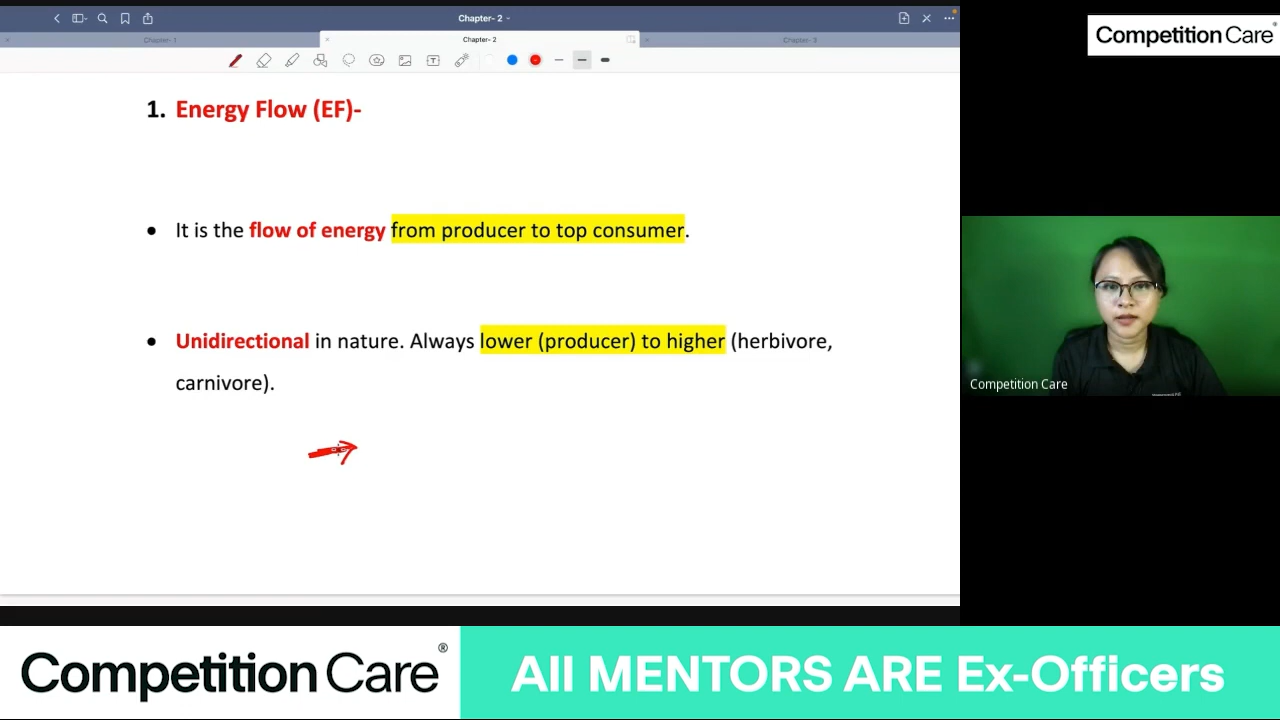 Chapter- 2
Chapter- 1
Chapter- 2
Chapter- 3
Competition Care®
1. Energy Flow (EF)-
• It is the flow of energy from producer to top consumer.
• Unidirectional in nature. Always lower (producer) to higher (herbivore,
carnivore).
Competition Care
Competition Care®
All MENTORS ARE Ex-Officers